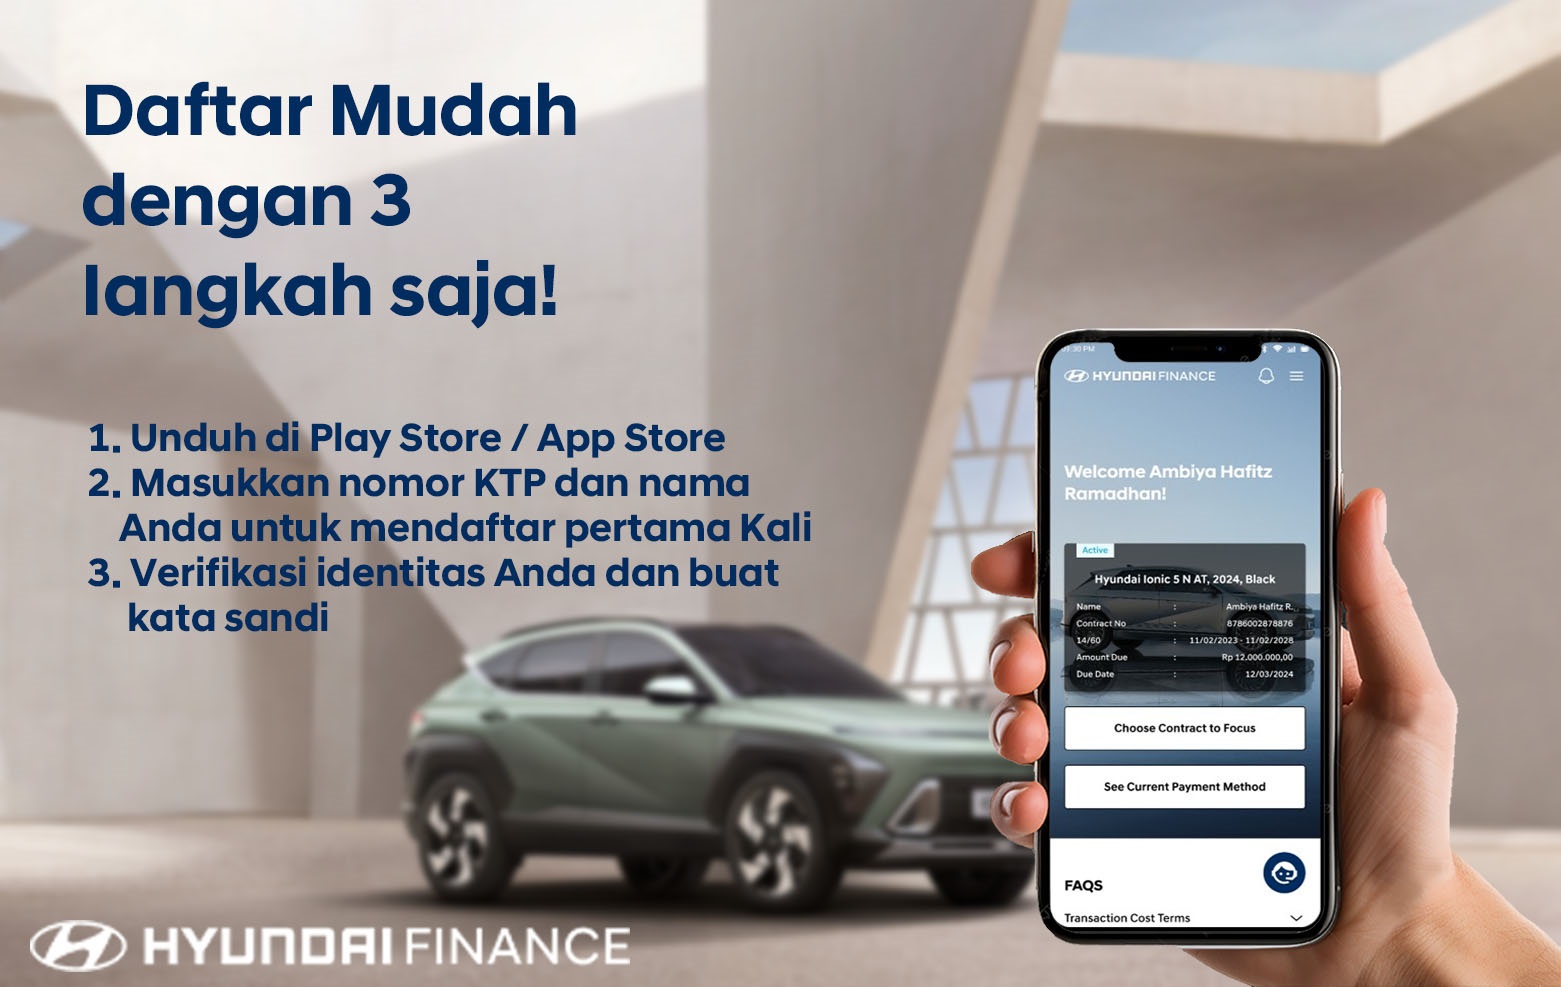 Daftar Mudah
dengan 3
langkah saja!
1. Unduh di Play Store / App Store
2. Masukkan nomor KTP dan nama
Anda untuk mendaftar pertama Kali
3. Verifikasi identitas Anda dan buat
kata sandi
HYUNDAI FINANCE
Welcome Ambiya Hafitz
Ramadhan!
Active
Hyundai Ionic 5 N AT, 2024, Black
Name : Ambiya Hafitz R.
Contract No : 8786002878876
14/60 : 11/02/2023 - 11/02/2028
Amount Due : Rp 12.000.000,00
Due Date : 12/03/2024
Choose Contract to Focus
See Current Payment Method
FAQS
Transaction Cost Terms
HYUNDAI FINANCE